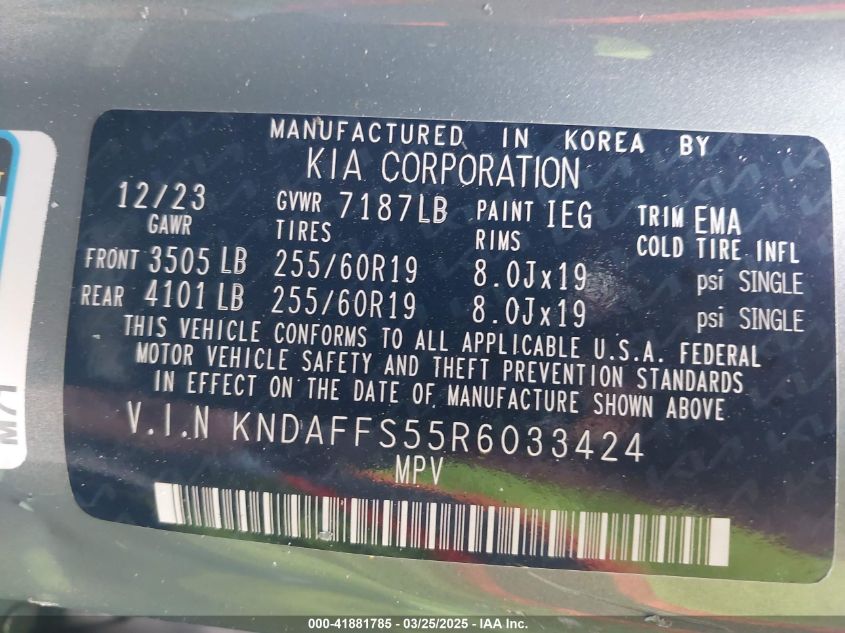 MANUFACTURED IN KOREA BY
KIA CORPORATION
12/23 GVWR 7187LB PAINT IEG TRIM EMA
GAWR TIRES RIMS COLD TIRE INFL
FRONT 3505 LB 255/60R19 8.0Jx19 psi SINGLE
REAR 4101 LB 255/60R19 8.0Jx19 psi SINGLE
THIS VEHICLE CONFORMS TO ALL APPLICABLE U.S.A. FEDERAL
MOTOR VEHICLE SAFETY AND THEFT PREVENTION STANDARDS
IN EFFECT ON THE DATE OF MANUFACTURE SHOWN ABOVE
V.I.N KNDAFFS55R6033424
MPV
000-41881785 - 03/25/2025 - IAA Inc.